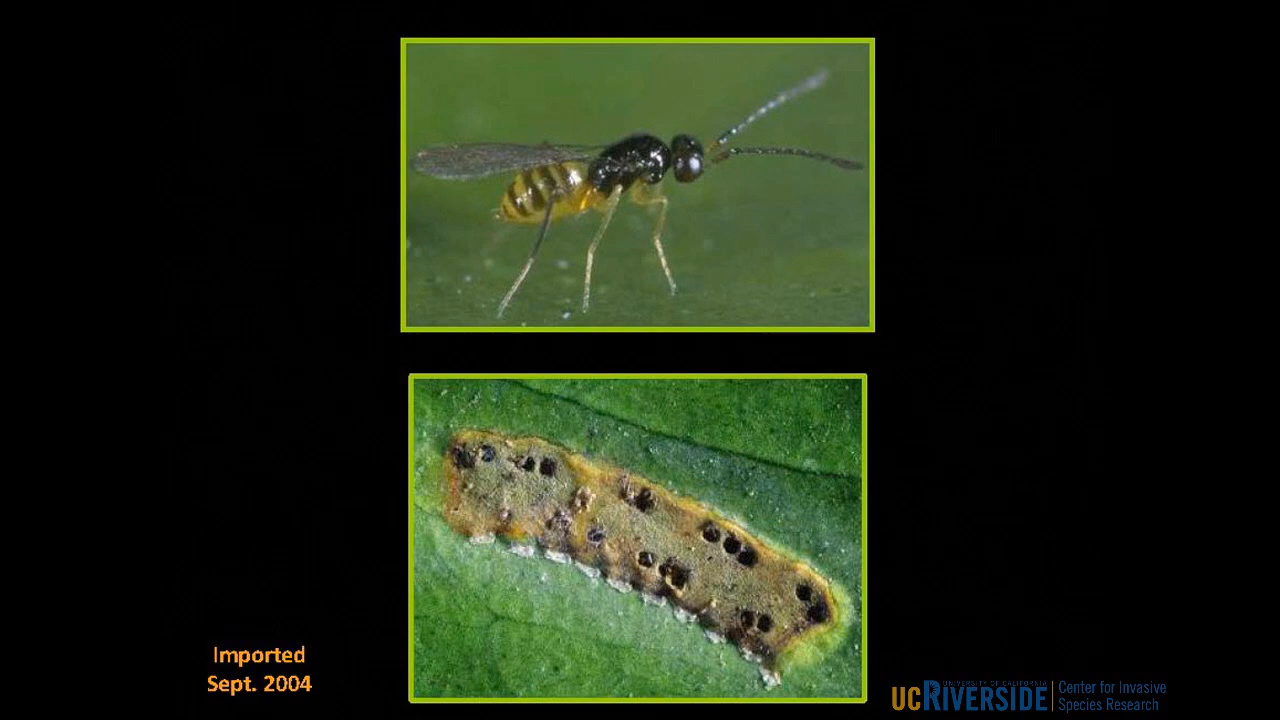 Imported
Sept. 2004
UNIVERSITY OF CALIFORNIA
UCRIVERSIDE
Center for Invasive
Species Research